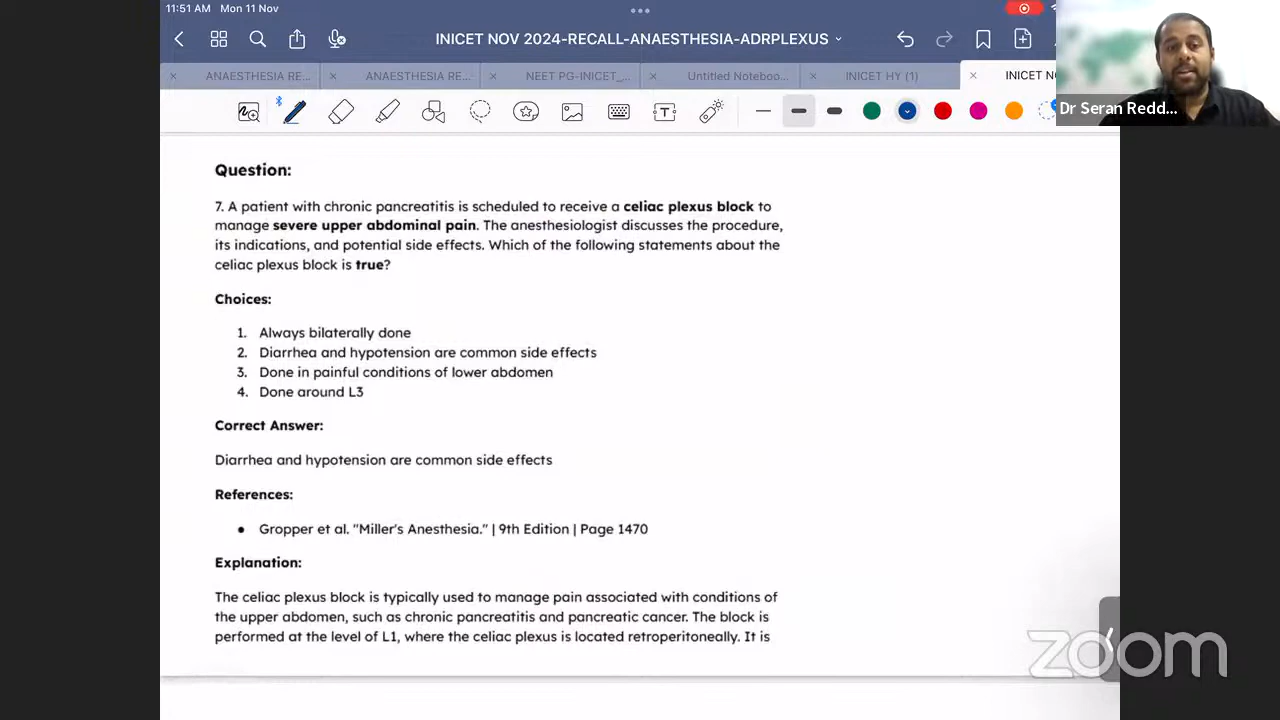 11:51 AM Mon 11 Nov
INICET NOV 2024-RECALL-ANAESTHESIA-ADRPLEXUS
ANAESTHESIA RE...
ANAESTHESIA RE...
NEET PG-INICET_...
Untitled Noteboo...
INICET HY (1)
INICET NO
Dr Seran Redd...
Question:
7. A patient with chronic pancreatitis is scheduled to receive a celiac plexus block to
manage severe upper abdominal pain. The anesthesiologist discusses the procedure,
its indications, and potential side effects. Which of the following statements about the
celiac plexus block is true?
Choices:
1. Always bilaterally done
2. Diarrhea and hypotension are common side effects
3. Done in painful conditions of lower abdomen
4. Done around L3
Correct Answer:
Diarrhea and hypotension are common side effects
References:
● Gropper et al. "Miller's Anesthesia." | 9th Edition | Page 1470
Explanation:
The celiac plexus block is typically used to manage pain associated with conditions of
the upper abdomen, such as chronic pancreatitis and pancreatic cancer. The block is
performed at the level of L1, where the celiac plexus is located retroperitoneally. It is
zoom